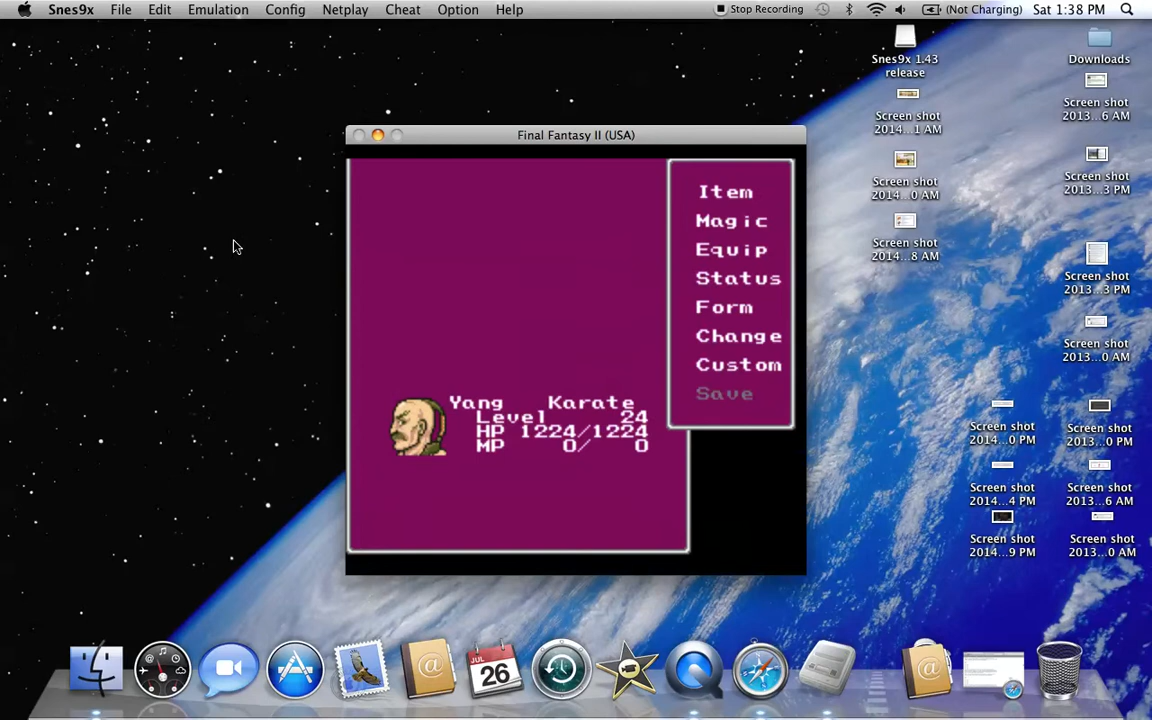 Snes9x File Edit Emulation Config Netplay Cheat Option Help Stop Recording (Not Charging) Sat 1:38 PM
Snes9x 1.43
release
Downloads
Screen shot
2014...1 AM
Screen shot
2013...6 AM
Screen shot
2014...0 AM
Screen shot
2013...3 PM
Screen shot
2014...8 AM
Screen shot
2013...3 PM
Screen shot
2013...0 AM
Screen shot
2014...0 PM
Screen shot
2013...0 PM
Screen shot
2014...4 PM
Screen shot
2013...6 AM
Screen shot
2014...9 PM
Screen shot
2013...0 AM
Final Fantasy II (USA)
Item
Magic
Equip
Status
Form
Change
Custom
Save
Yang Karate
Level 24
HP 1224/1224
MP 0/ 0
JUL
26